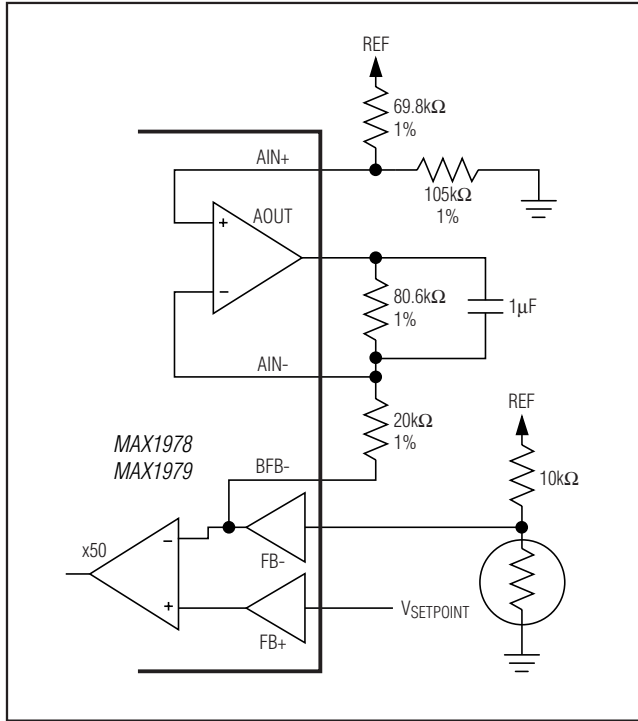 REF
69.8kΩ
1%
AIN+
105kΩ
1%
AOUT
+
−
80.6kΩ
1%
1µF
AIN-
20kΩ
1%
REF
MAX1978
MAX1979
BFB-
10kΩ
x50
−
FB-
+
VSETPOINT
FB+